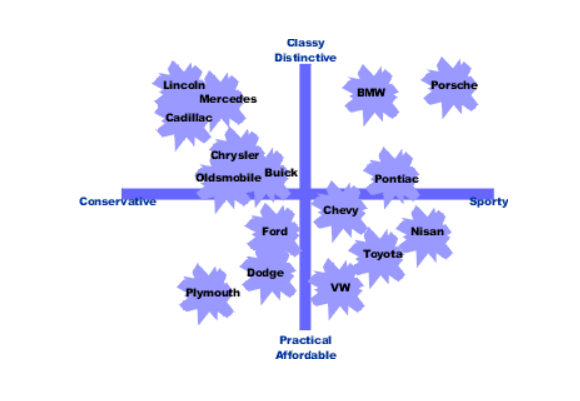 Classy
Distinctive
Lincoln
Porsche
BMW
Mercedes
Cadillac
Chrysler
Buick
Oldsmobile
Pontiac
Conservative
Sporty
Chevy
Ford
Nisan
Toyota
Dodge
VW
Plymouth
Practical
Affordable